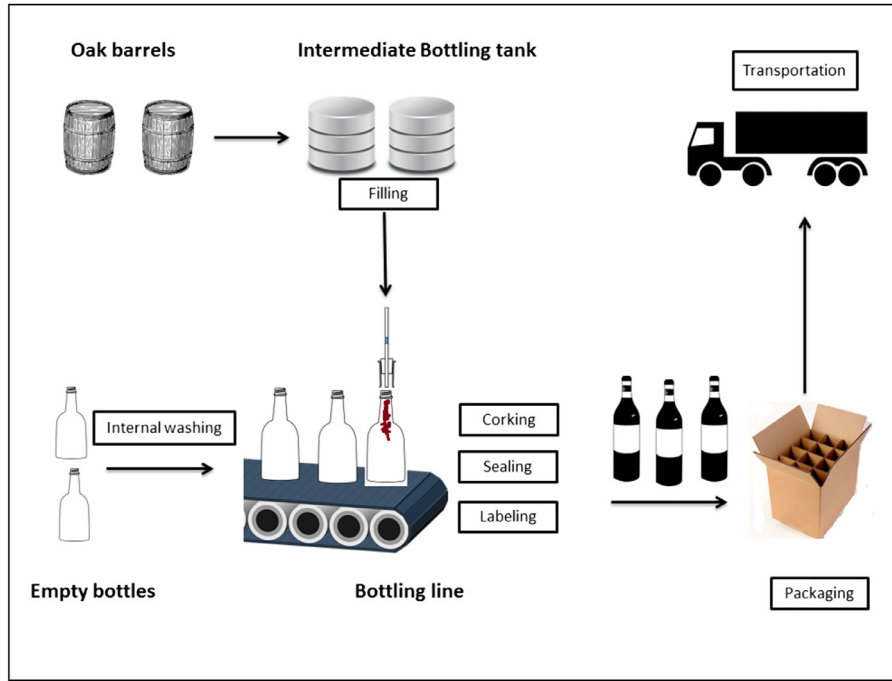 Oak barrels
Intermediate Bottling tank
Transportation
Filling
Internal washing
Corking
Sealing
Labeling
Empty bottles
Bottling line
Packaging